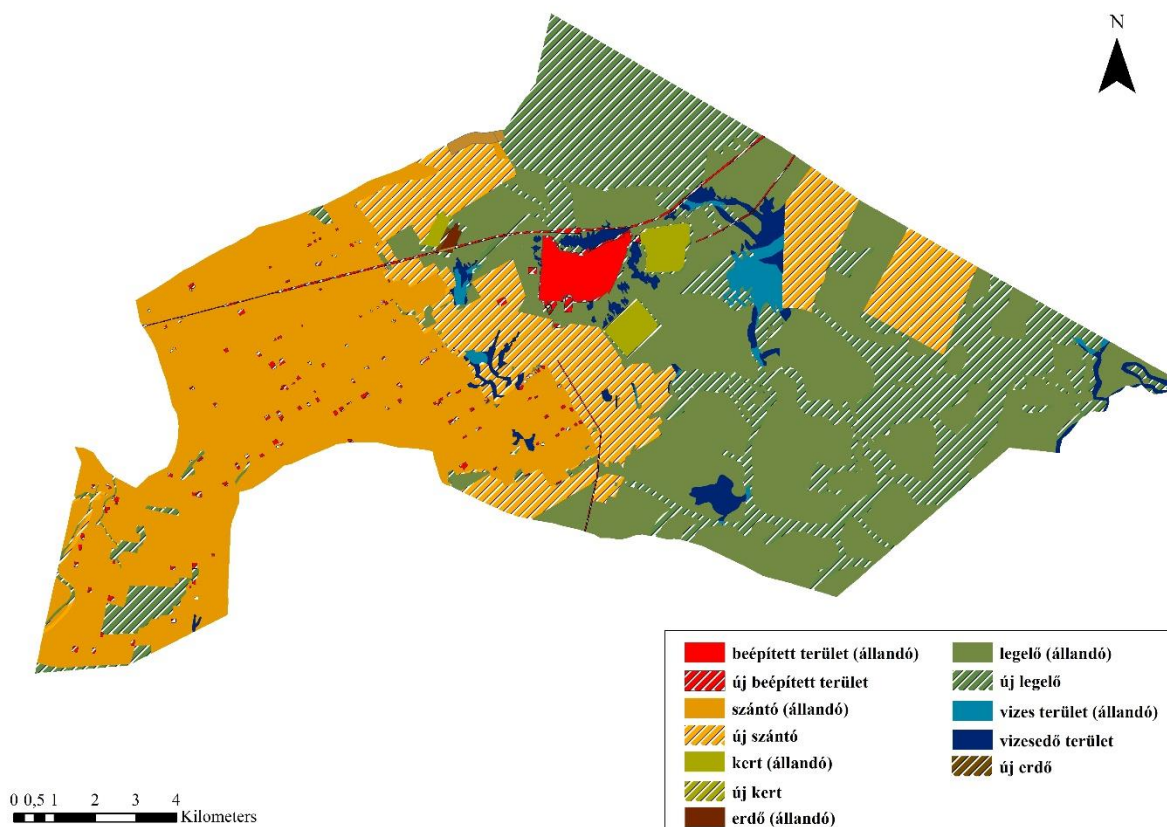 N
beépített terület (állandó)
új beépített terület
szántó (állandó)
új szántó
kert (állandó)
új kert
erdő (állandó)
legelő (állandó)
új legelő
vizes terület (állandó)
vizesedő terület
új erdő
0 0,5 1 2 3 4
Kilometers